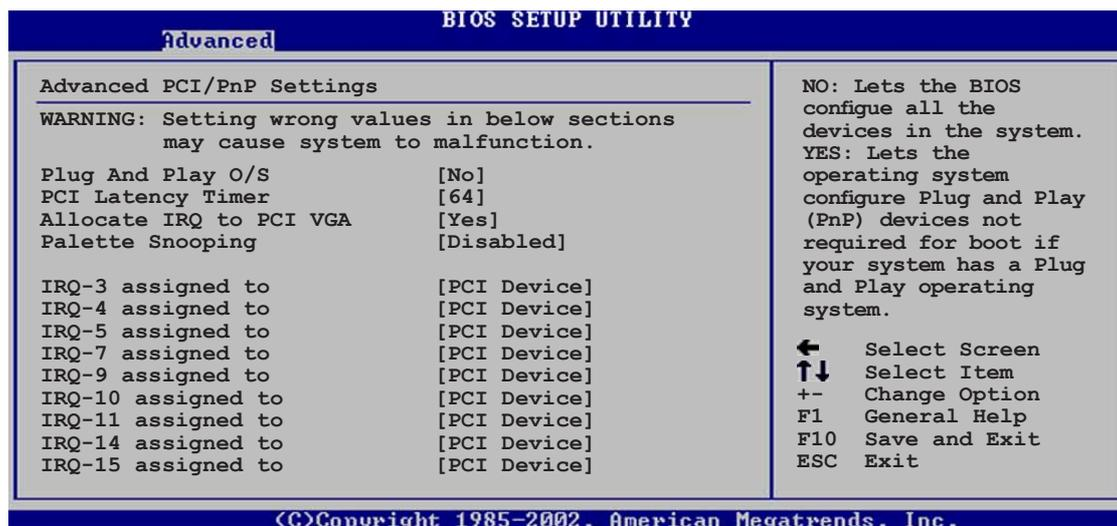 BIOS SETUP UTILITY
Advanced
Advanced PCI/PnP Settings
WARNING: Setting wrong values in below sections
may cause system to malfunction.
Plug And Play O/S [No]
PCI Latency Timer [64]
Allocate IRQ to PCI VGA [Yes]
Palette Snooping [Disabled]
IRQ-3 assigned to [PCI Device]
IRQ-4 assigned to [PCI Device]
IRQ-5 assigned to [PCI Device]
IRQ-7 assigned to [PCI Device]
IRQ-9 assigned to [PCI Device]
IRQ-10 assigned to [PCI Device]
IRQ-11 assigned to [PCI Device]
IRQ-14 assigned to [PCI Device]
IRQ-15 assigned to [PCI Device]
NO: Lets the BIOS
configue all the
devices in the system.
YES: Lets the
operating system
configure Plug and Play
(PnP) devices not
required for boot if
your system has a Plug
and Play operating
system.
← Select Screen
↑↓ Select Item
+- Change Option
F1 General Help
F10 Save and Exit
ESC Exit
(C)Copyright 1985-2002, American Megatrends, Inc.